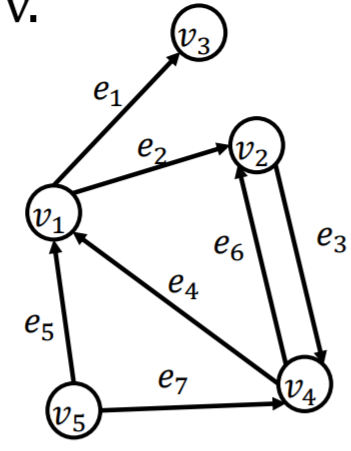 v.
v₃
e₁
e₂
v₂
v₁
e₃
e₆
e₄
e₅
e₇
v₄
v₅